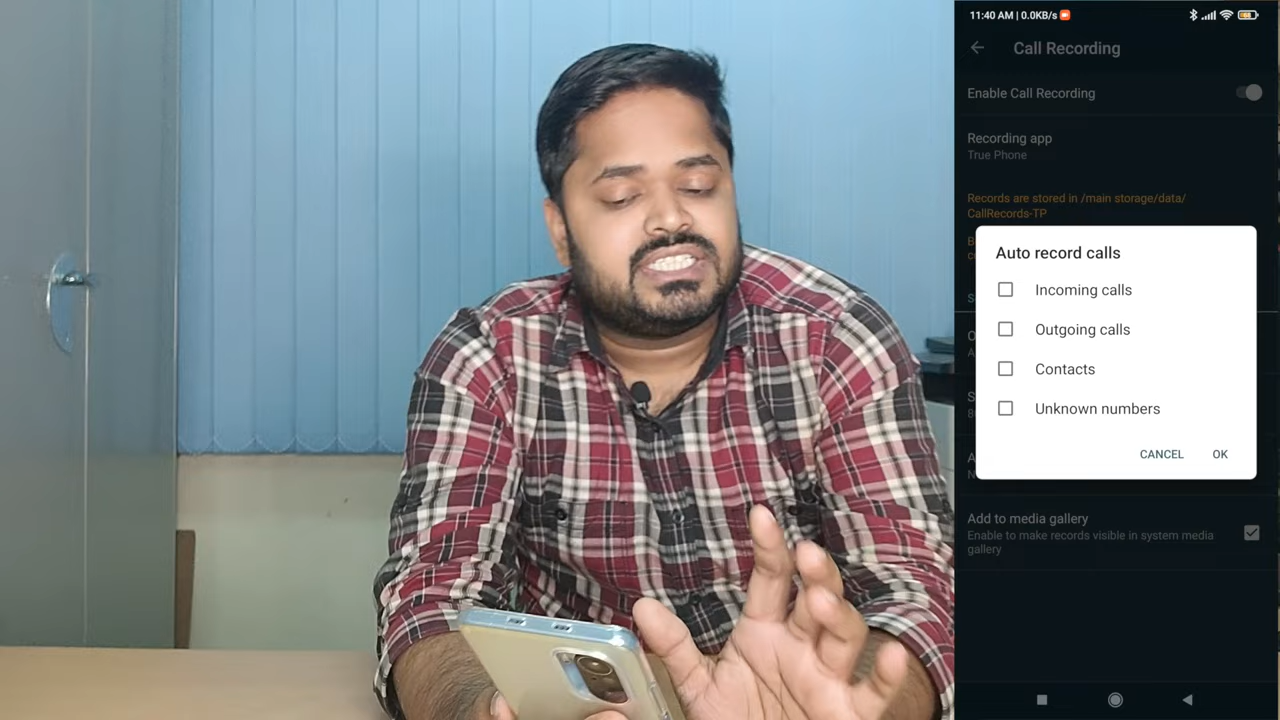 11:40 AM | 0.0KB/s
Call Recording
Enable Call Recording
Recording app
True Phone
Records are stored in /main storage/data/
CallRecords-TP
Auto record calls
Incoming calls
Outgoing calls
Contacts
Unknown numbers
CANCEL
OK
Add to media gallery
Enable to make records visible in system media
gallery